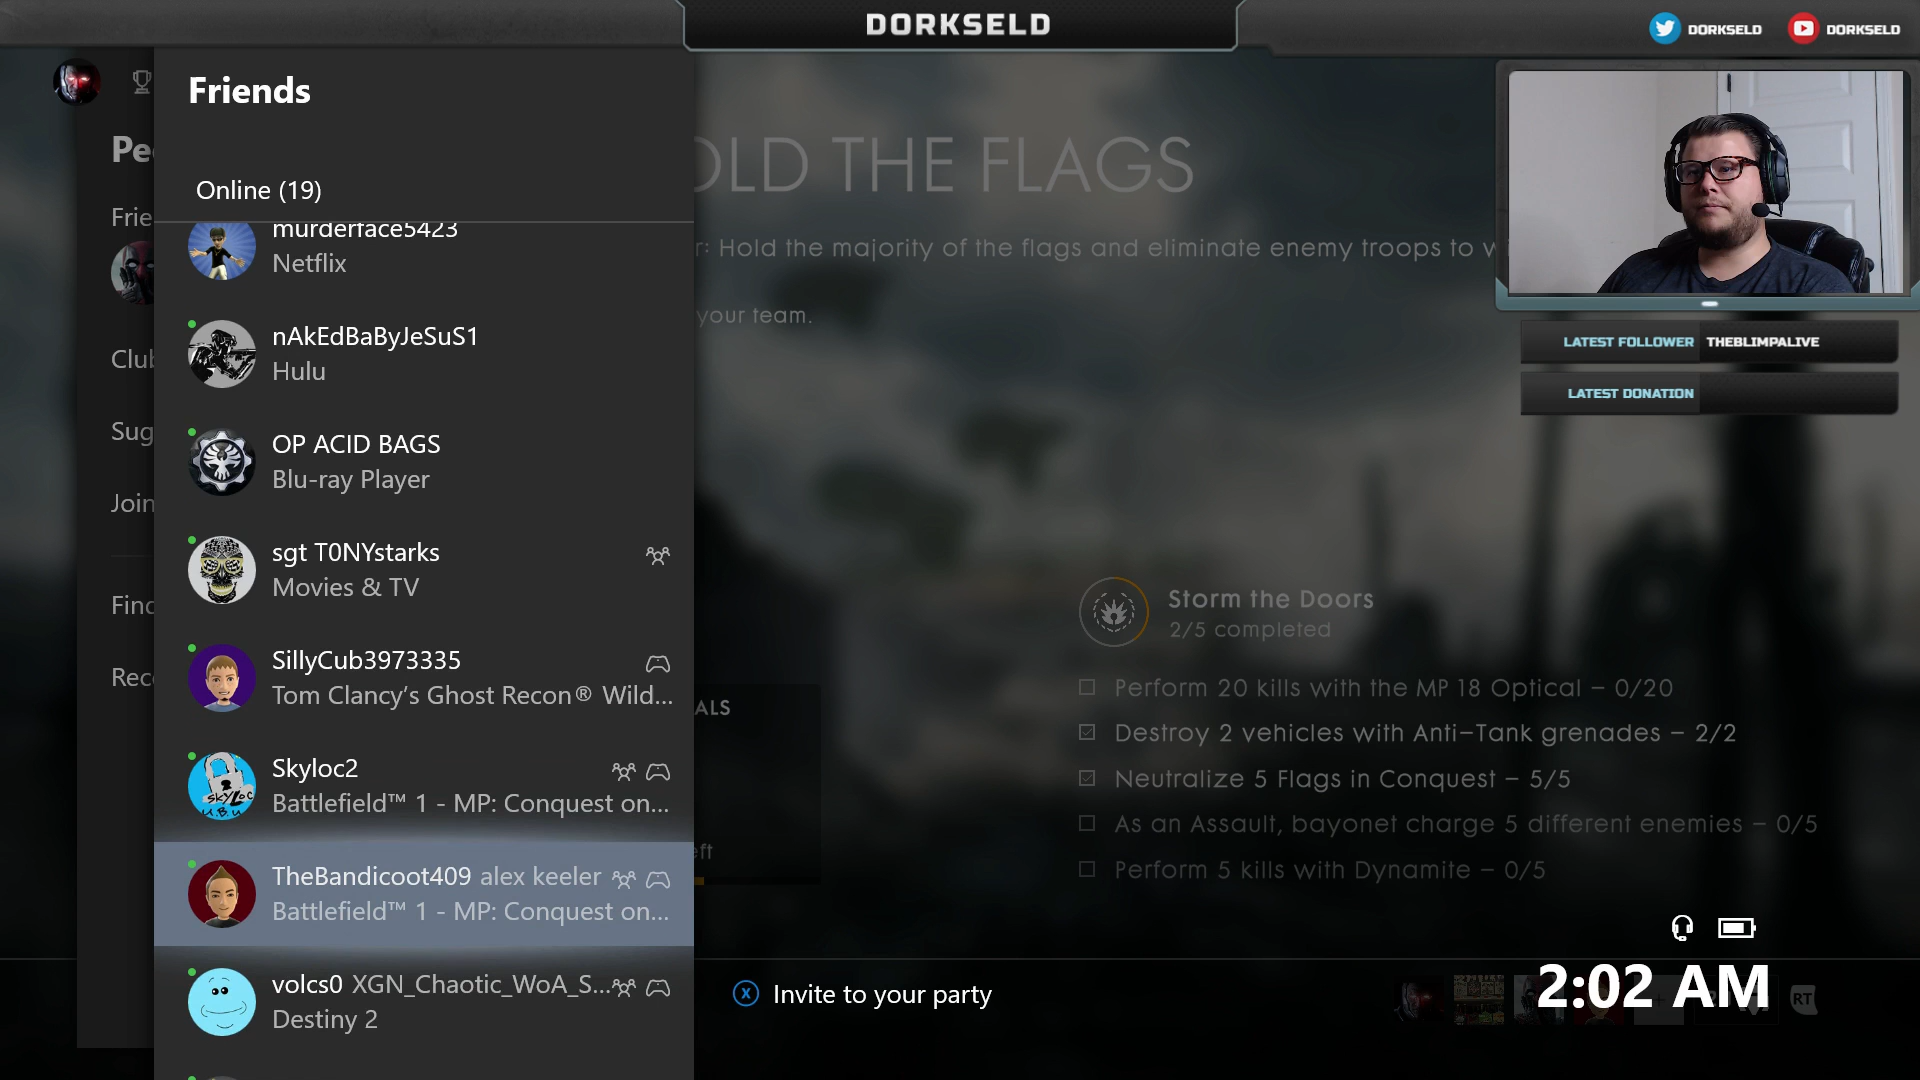 DORKSELD
DORKSELD
DORKSELD
Friends
Online (19)
murderface5423
Netflix
nAkEdBaByJeSuS1
Hulu
OP ACID BAGS
Blu-ray Player
sgt T0NYstarks
Movies & TV
SillyCub3973335
Tom Clancy’s Ghost Recon® Wild...
Skyloc2
Battlefield™ 1 - MP: Conquest on...
TheBandicoot409 alex keeler
Battlefield™ 1 - MP: Conquest on...
volcs0 XGN_Chaotic_WoA_S...
Destiny 2
Pe
Frie
Club
Sug
Join
Find
Rec
OLD THE FLAGS
r: Hold the majority of the flags and eliminate enemy troops to w
your team.
ALS
eft
LATEST FOLLOWER THEBLIMPALIVE
LATEST DONATION
Storm the Doors
2/5 completed
Perform 20 kills with the MP 18 Optical – 0/20
Destroy 2 vehicles with Anti–Tank grenades – 2/2
Neutralize 5 Flags in Conquest – 5/5
As an Assault, bayonet charge 5 different enemies – 0/5
Perform 5 kills with Dynamite – 0/5
X Invite to your party
2:02 AM
RT